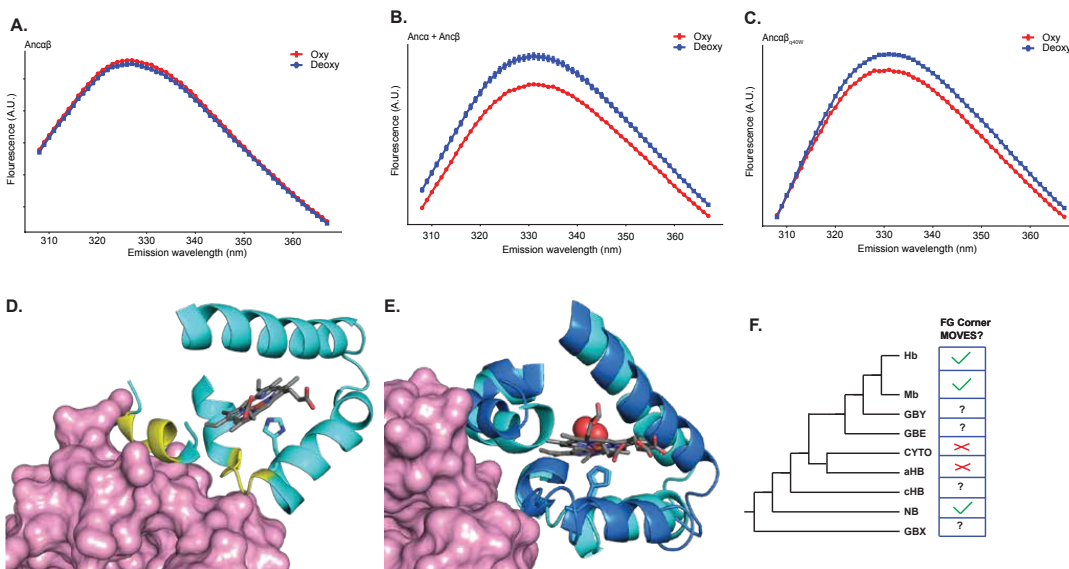 A.
Ancαβ
Oxy
Deoxy
Flourescence (A.U.)
310 320 330 340 350 360
Emission wavelength (nm)
B.
Ancα + Ancβ
Oxy
Deoxy
Flourescence (A.U.)
310 320 330 340 350 360
Emission wavelength (nm)
C.
Ancαβq40W
Oxy
Deoxy
Flourescence (A.U.)
310 320 330 340 350 360
Emission wavelength (nm)
D.
E.
F.
FG Corner
MOVES?
Hb
Mb
GBY ?
GBE ?
CYTO
aHB
cHB ?
NB
GBX ?